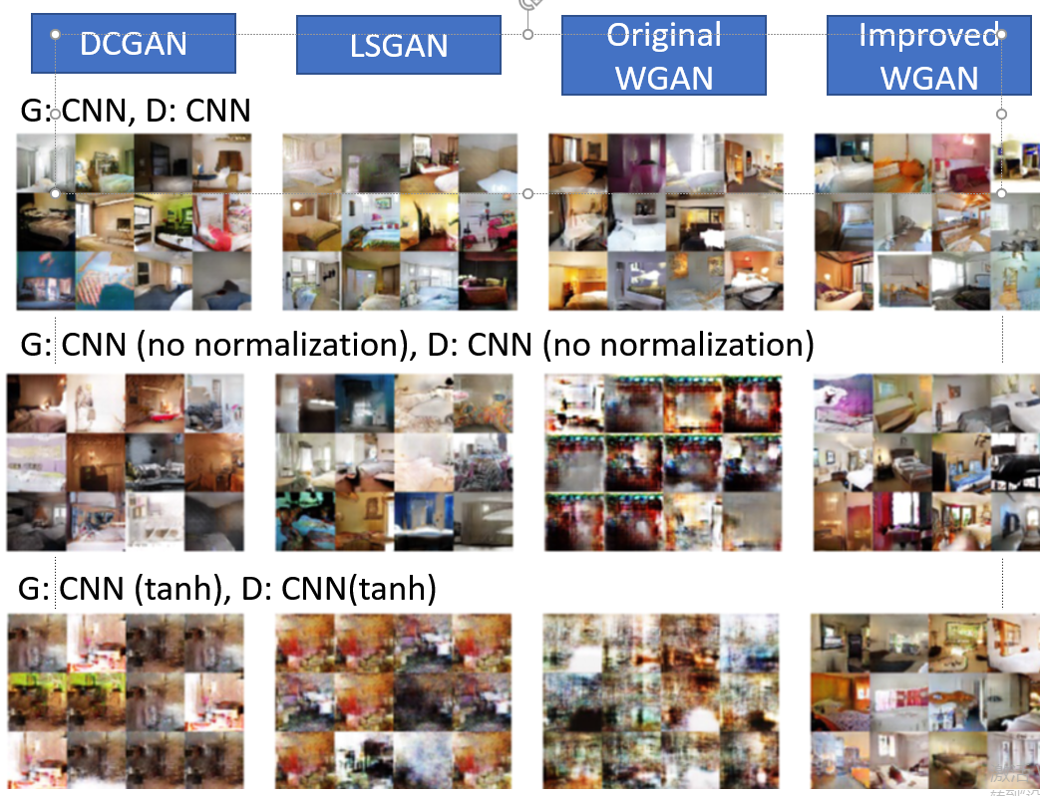 DCGAN
LSGAN
Original
WGAN
Improved
WGAN
G: CNN, D: CNN
G: CNN (no normalization), D: CNN (no normalization)
G: CNN (tanh), D: CNN(tanh)